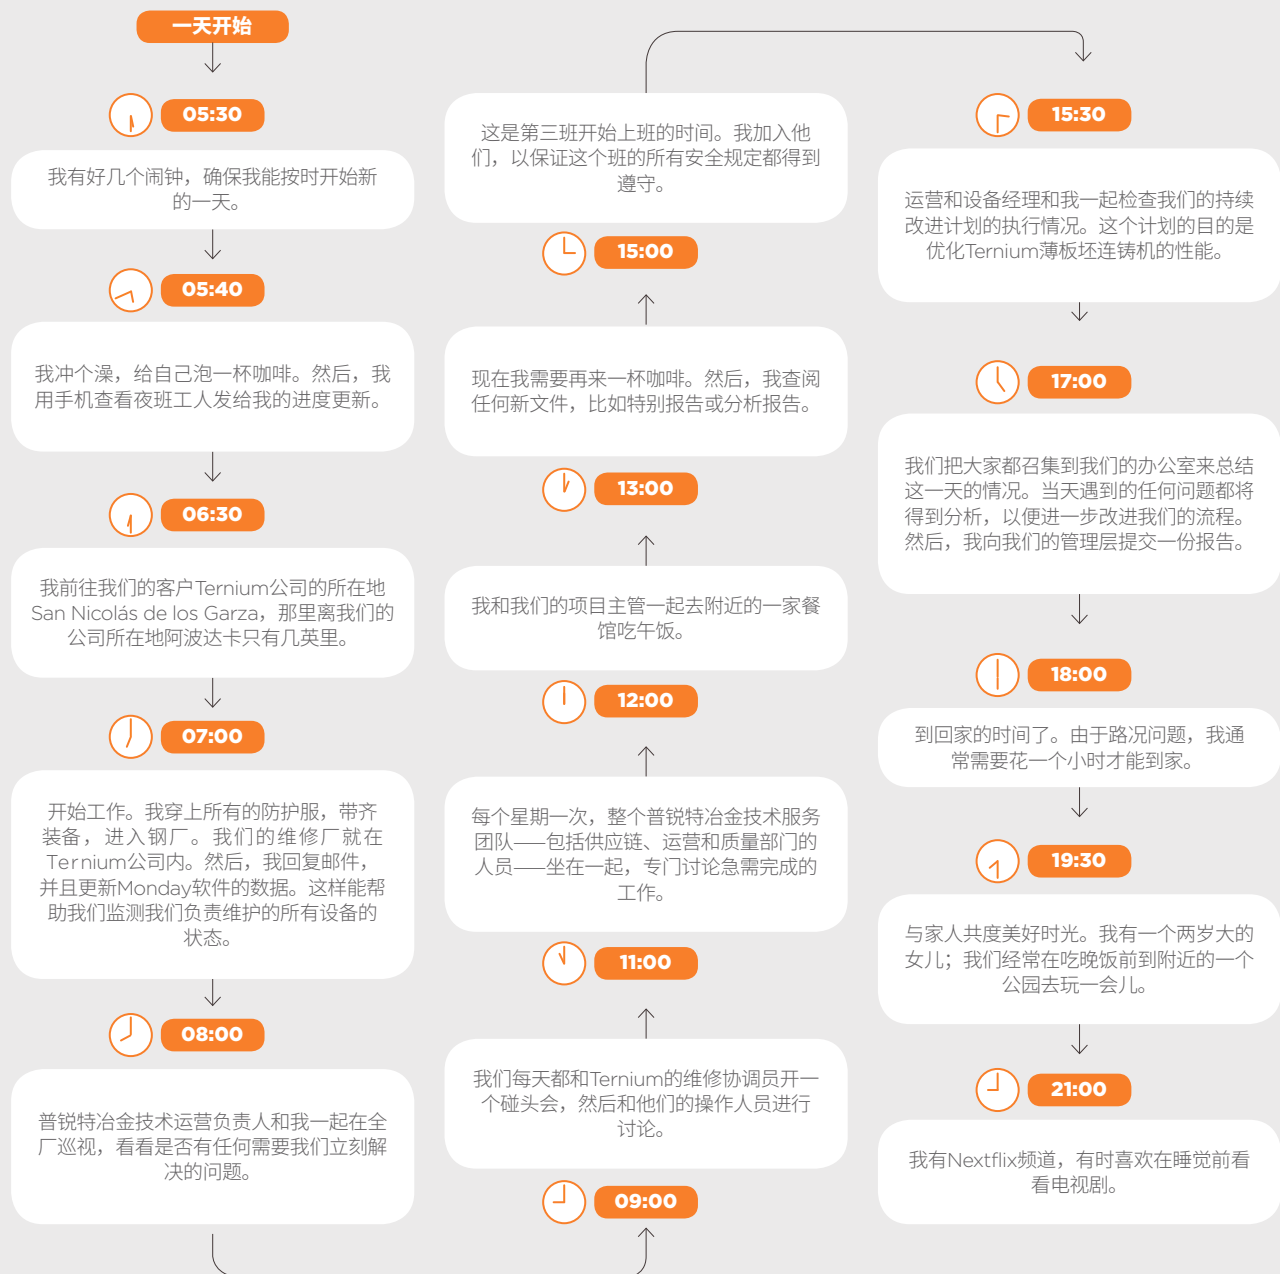 一天开始
05:30
我有好几个闹钟，确保我能按时开始新
的一天。
05:40
我冲个澡，给自己泡一杯咖啡。然后，我
用手机查看夜班工人发给我的进度更新。
06:30
我前往我们的客户Ternium公司的所在地
San Nicolás de los Garza，那里离我们的
公司所在地阿波达卡只有几英里。
07:00
开始工作。我穿上所有的防护服，带齐
装备，进入钢厂。我们的维修厂就在
Ternium公司内。然后，我回复邮件，
并且更新Monday软件的数据。这样能帮
助我们监测我们负责维护的所有设备的
状态。
08:00
普锐特冶金技术运营负责人和我一起在全
厂巡视，看看是否有任何需要我们立刻解
决的问题。
09:00
我们每天都和Ternium的维修协调员开一
个碰头会，然后和他们的操作人员进行
讨论。
11:00
每个星期一次，整个普锐特冶金技术服务
团队——包括供应链、运营和质量部门的
人员——坐在一起，专门讨论急需完成的
工作。
12:00
我和我们的项目主管一起去附近的一家餐
馆吃午饭。
13:00
现在我需要再来一杯咖啡。然后，我查阅
任何新文件，比如特别报告或分析报告。
15:00
这是第三班开始上班的时间。我加入他
们，以保证这个班的所有安全规定都得到
遵守。
15:30
运营和设备经理和我一起检查我们的持续
改进计划的执行情况。这个计划的目的是
优化Ternium薄板坯连铸机的性能。
17:00
我们把大家都召集到我们的办公室来总结
这一天的情况。当天遇到的任何问题都将
得到分析，以便进一步改进我们的流程。
然后，我向我们的管理层提交一份报告。
18:00
到回家的时间了。由于路况问题，我通
常需要花一个小时才能到家。
19:30
与家人共度美好时光。我有一个两岁大的
女儿；我们经常在吃晚饭前到附近的一个
公园去玩一会儿。
21:00
我有Nextflix频道，有时喜欢在睡觉前看
看电视剧。